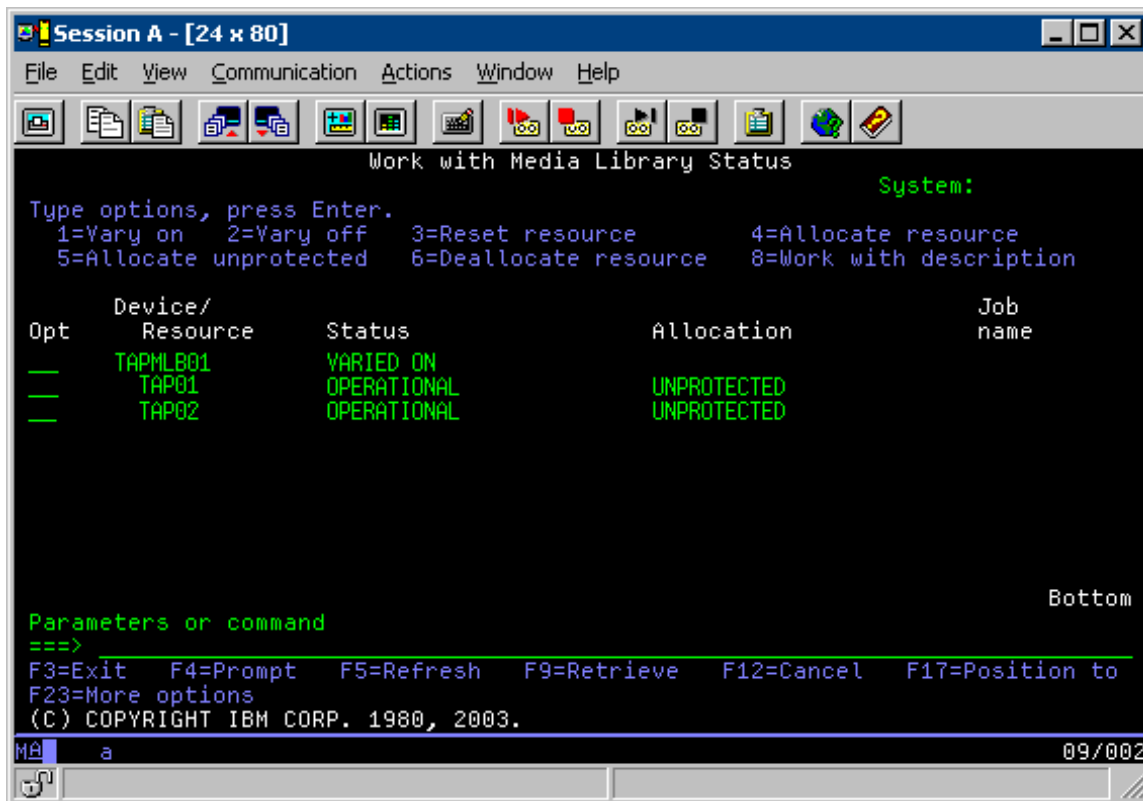 Session A - [24 x 80]
File Edit View Communication Actions Window Help
Work with Media Library Status
System:
Type options, press Enter.
1=Vary on 2=Vary off 3=Reset resource 4=Allocate resource
5=Allocate unprotected 6=Deallocate resource 8=Work with description
Device/ Job
Opt Resource Status Allocation name
TAPMLB01 VARIED ON
TAP01 OPERATIONAL UNPROTECTED
TAP02 OPERATIONAL UNPROTECTED
Bottom
Parameters or command
===>
F3=Exit F4=Prompt F5=Refresh F9=Retrieve F12=Cancel F17=Position to
F23=More options
(C) COPYRIGHT IBM CORP. 1980, 2003.
MA a 09/002